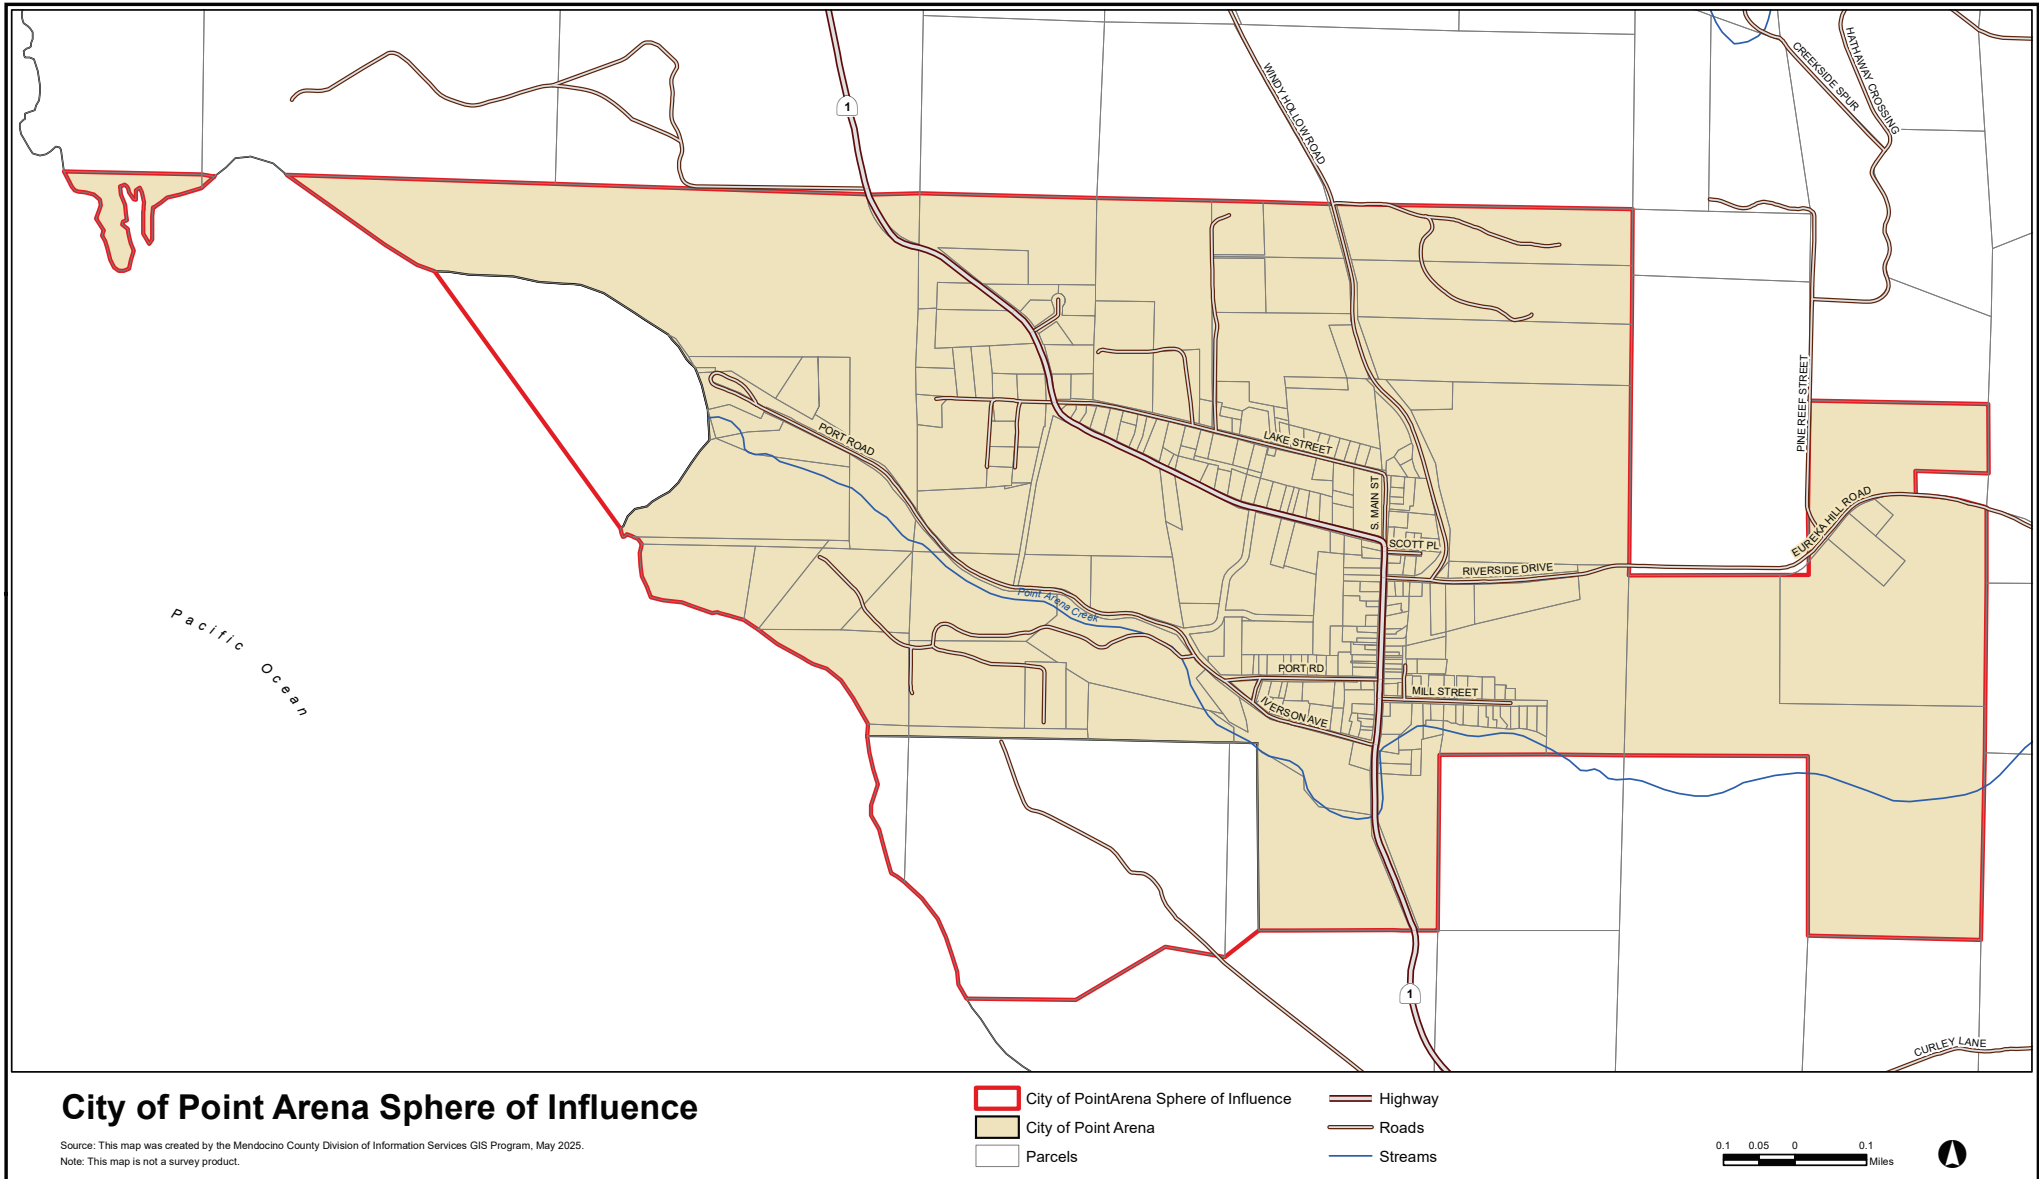 1
WINDY HOLLOW ROAD
CREEKSIDE SPUR
HATHAWAY CROSSING
PINE REEF STREET
PORT ROAD
LAKE STREET
S. MAIN ST
SCOTT PL
RIVERSIDE DRIVE
EUREKA HILL ROAD
Point Arena Creek
Pacific Ocean
PORT RD
MILL STREET
IVERSON AVE
1
CURLEY LANE
City of Point Arena Sphere of Influence
Source: This map was created by the Mendocino County Division of Information Services GIS Program, May 2025.
Note: This map is not a survey product.
City of PointArena Sphere of Influence
City of Point Arena
Parcels
Highway
Roads
Streams
0.1 0.05 0 0.1
Miles